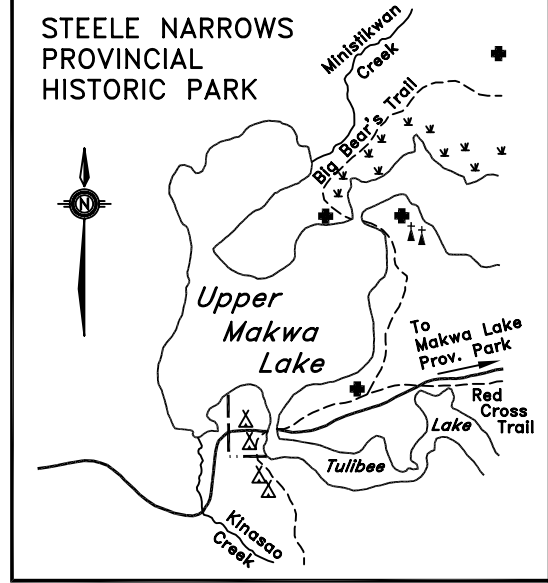 STEELE NARROWS
PROVINCIAL
HISTORIC PARK
Ministikwan
Creek
Big Bear's Trail
N
Upper
Makwa
Lake
To
Makwa Lake
Prov. Park
Red
Cross
Trail
Lake
Tulibee
Kinasao
Creek